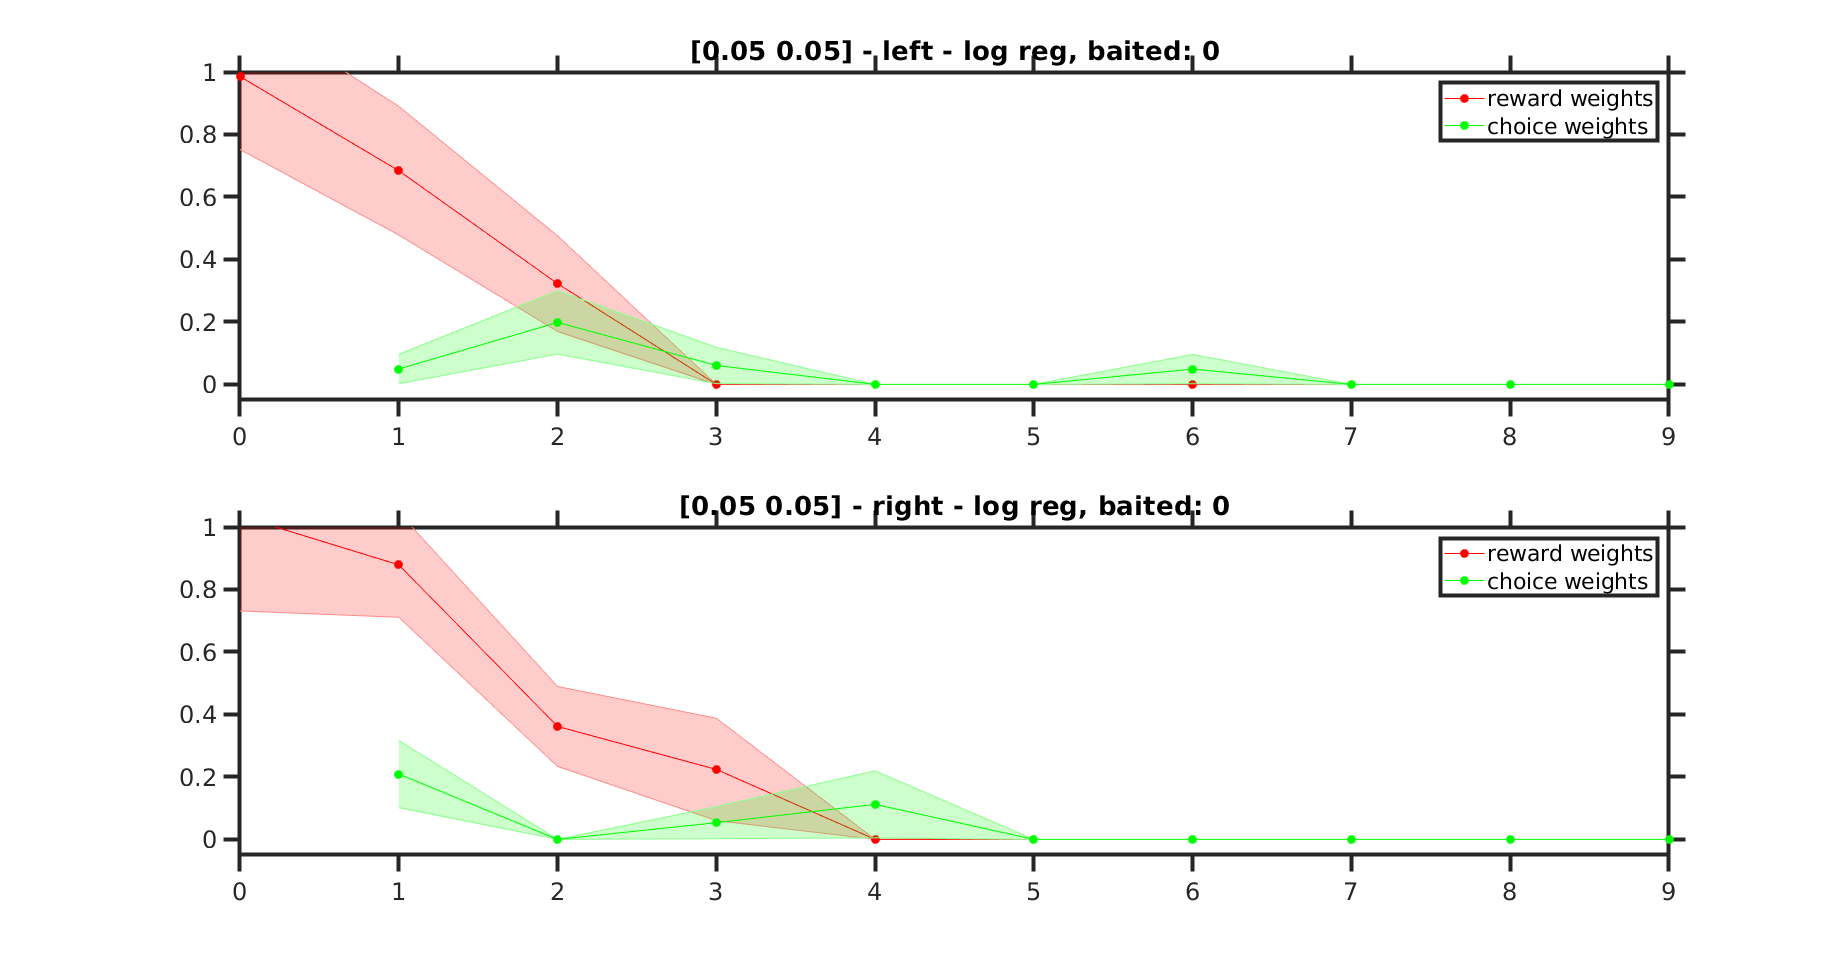 [0.05 0.05] - left - log reg, baited: 0
1
0.8
0.6
0.4
0.2
0
reward weights
choice weights
0 1 2 3 4 5 6 7 8 9
[0.05 0.05] - right - log reg, baited: 0
1
0.8
0.6
0.4
0.2
0
reward weights
choice weights
0 1 2 3 4 5 6 7 8 9